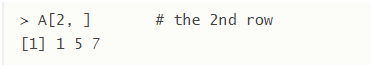 > A[2, ]       # the 2nd row
[1] 1 5 7